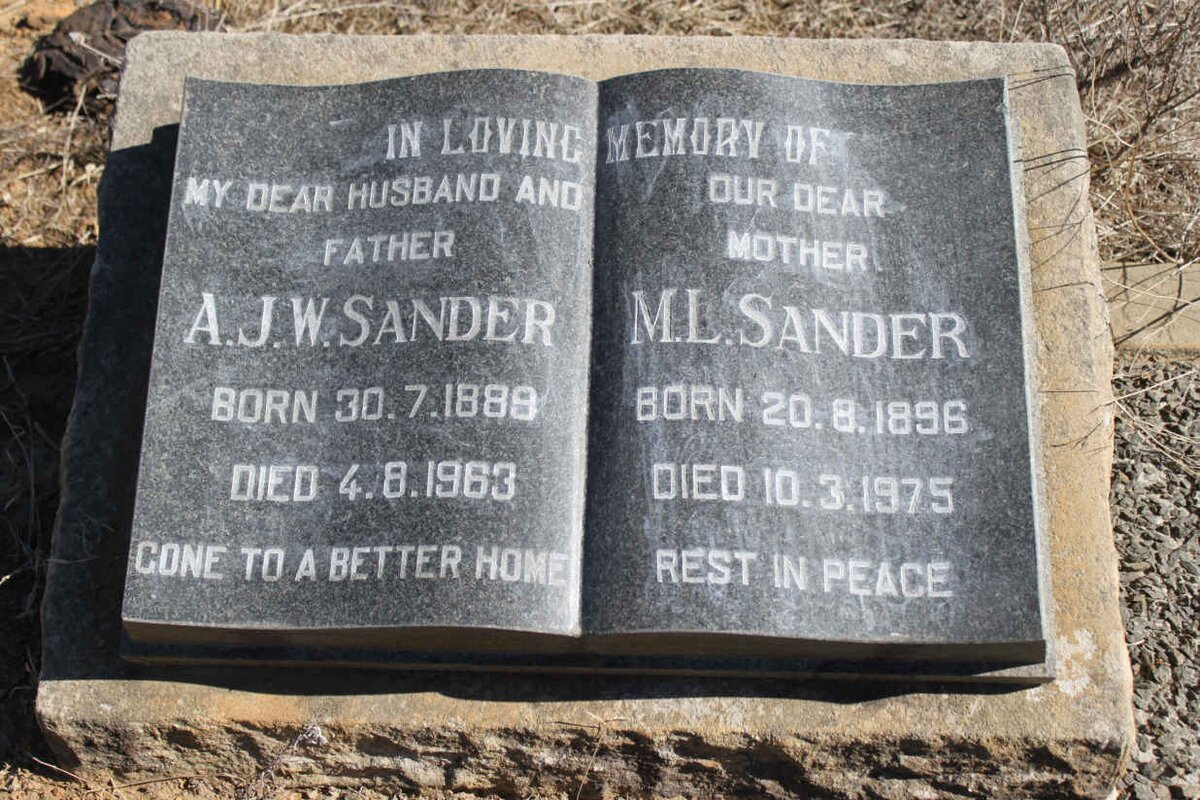 IN LOVING MEMORY OF
MY DEAR HUSBAND AND
FATHER
A.J.W. SANDER
BORN 30.7.1889
DIED 4.8.1963
GONE TO A BETTER HOME
OUR DEAR
MOTHER
M.L. SANDER
BORN 20.8.1896
DIED 10.3.1975
REST IN PEACE